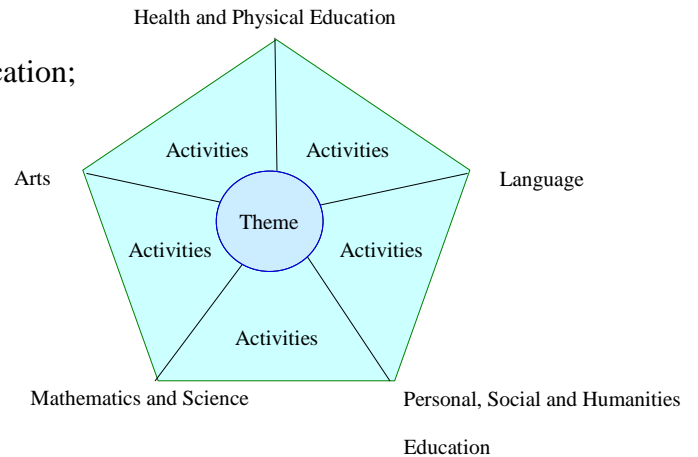 Health and Physical Education
cation;
Activities Activities
Arts
Language
Theme
Activities Activities
Activities
Mathematics and Science
Personal, Social and Humanities
Education